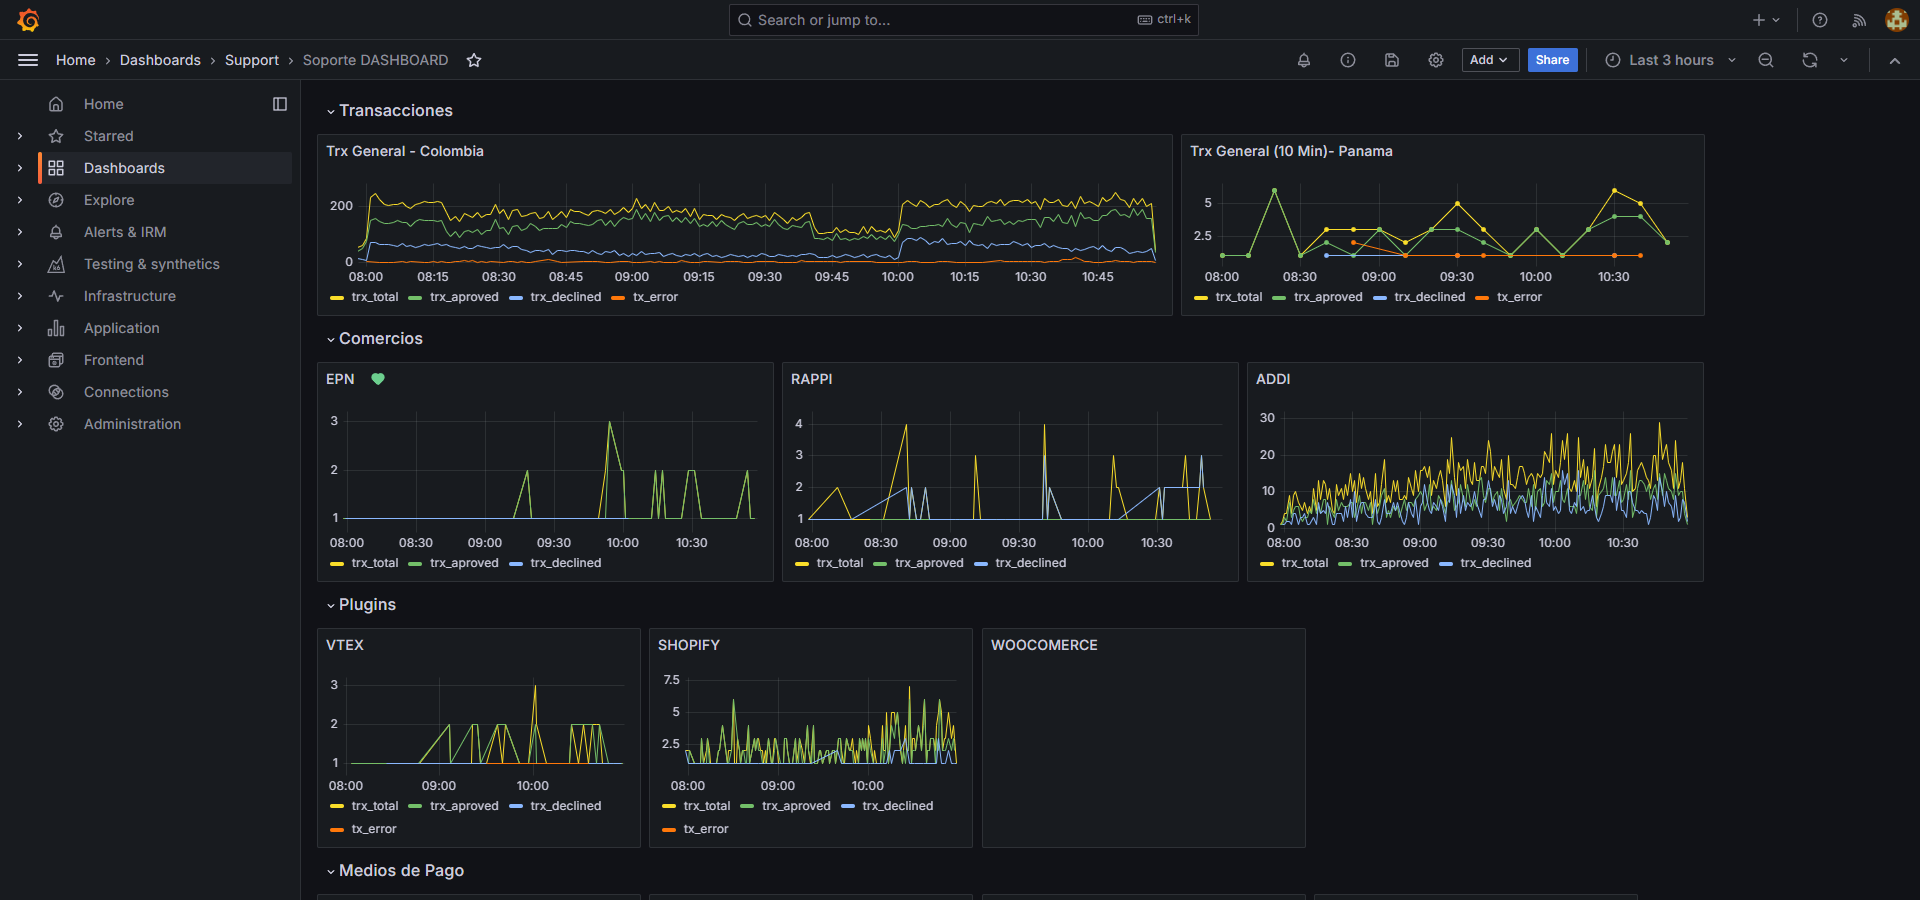 Search or jump to...
ctrl+k
Home › Dashboards › Support › Soporte DASHBOARD
Add
Share
Last 3 hours
Home
Starred
Dashboards
Explore
Alerts & IRM
Testing & synthetics
Infrastructure
Application
Frontend
Connections
Administration
Transacciones
Trx General - Colombia
200
0
08:00 08:15 08:30 08:45 09:00 09:15 09:30 09:45 10:00 10:15 10:30 10:45
trx_total trx_aproved trx_declined tx_error
Trx General (10 Min)- Panama
5
2.5
08:00 08:30 09:00 09:30 10:00 10:30
trx_total trx_aproved trx_declined tx_error
Comercios
EPN
3
2
1
08:00 08:30 09:00 09:30 10:00 10:30
trx_total trx_aproved trx_declined
RAPPI
4
3
2
1
08:00 08:30 09:00 09:30 10:00 10:30
trx_total trx_aproved trx_declined
ADDI
30
20
10
0
08:00 08:30 09:00 09:30 10:00 10:30
trx_total trx_aproved trx_declined
Plugins
VTEX
3
2
1
08:00 09:00 10:00
trx_total trx_aproved trx_declined
tx_error
SHOPIFY
7.5
5
2.5
08:00 09:00 10:00
trx_total trx_aproved trx_declined
tx_error
WOOCOMERCE
Medios de Pago